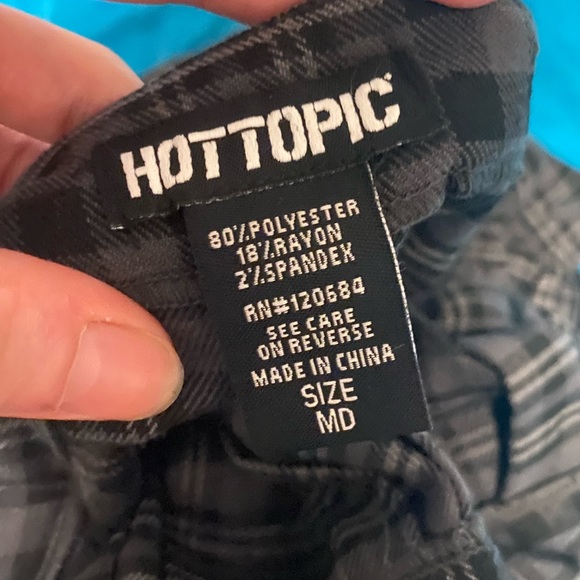 HOTTOPIC
80%POLYESTER
18%RAYON
2%SPANDEX
RN#120684
SEE CARE
ON REVERSE
MADE IN CHINA
SIZE
MD